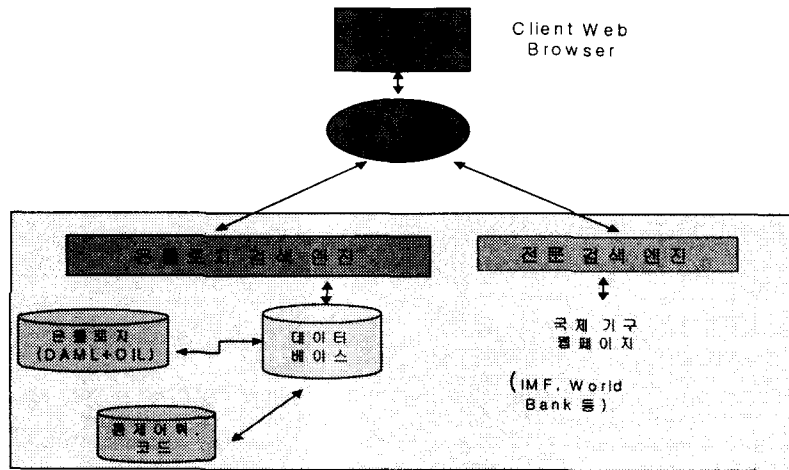 Client Web
Browser
온톨로지 검색 엔진
전문 검색 엔진
온톨로지
(DAML+OIL)
데이터
베이스
국제 기구
웹페이지
(IMF, World
Bank 등)
통제어휘,
코드